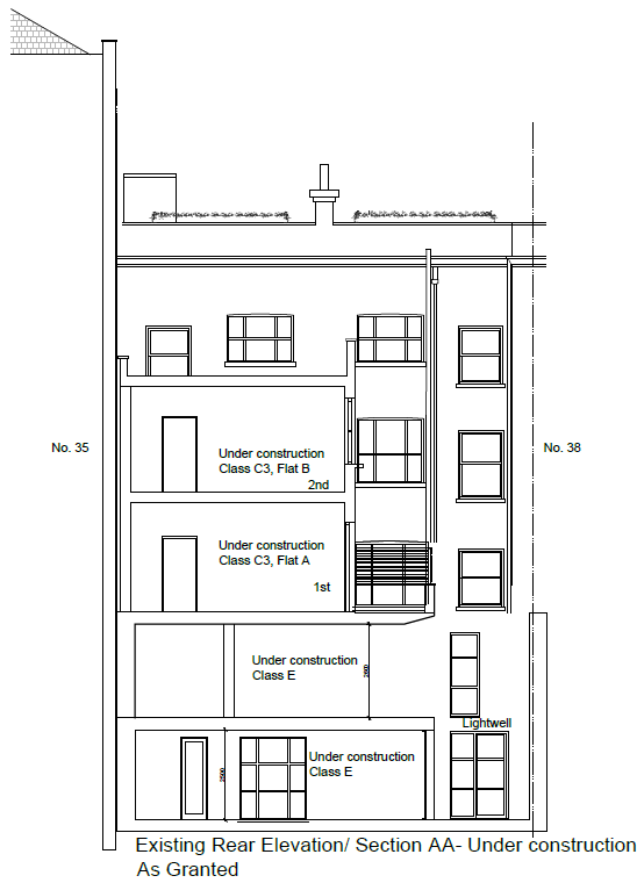 No. 35
No. 38
Under construction
Class C3, Flat B
2nd
Under construction
Class C3, Flat A
1st
Under construction
Class E
Lightwell
Under construction
Class E
2500
Existing Rear Elevation/ Section AA- Under construction
As Granted